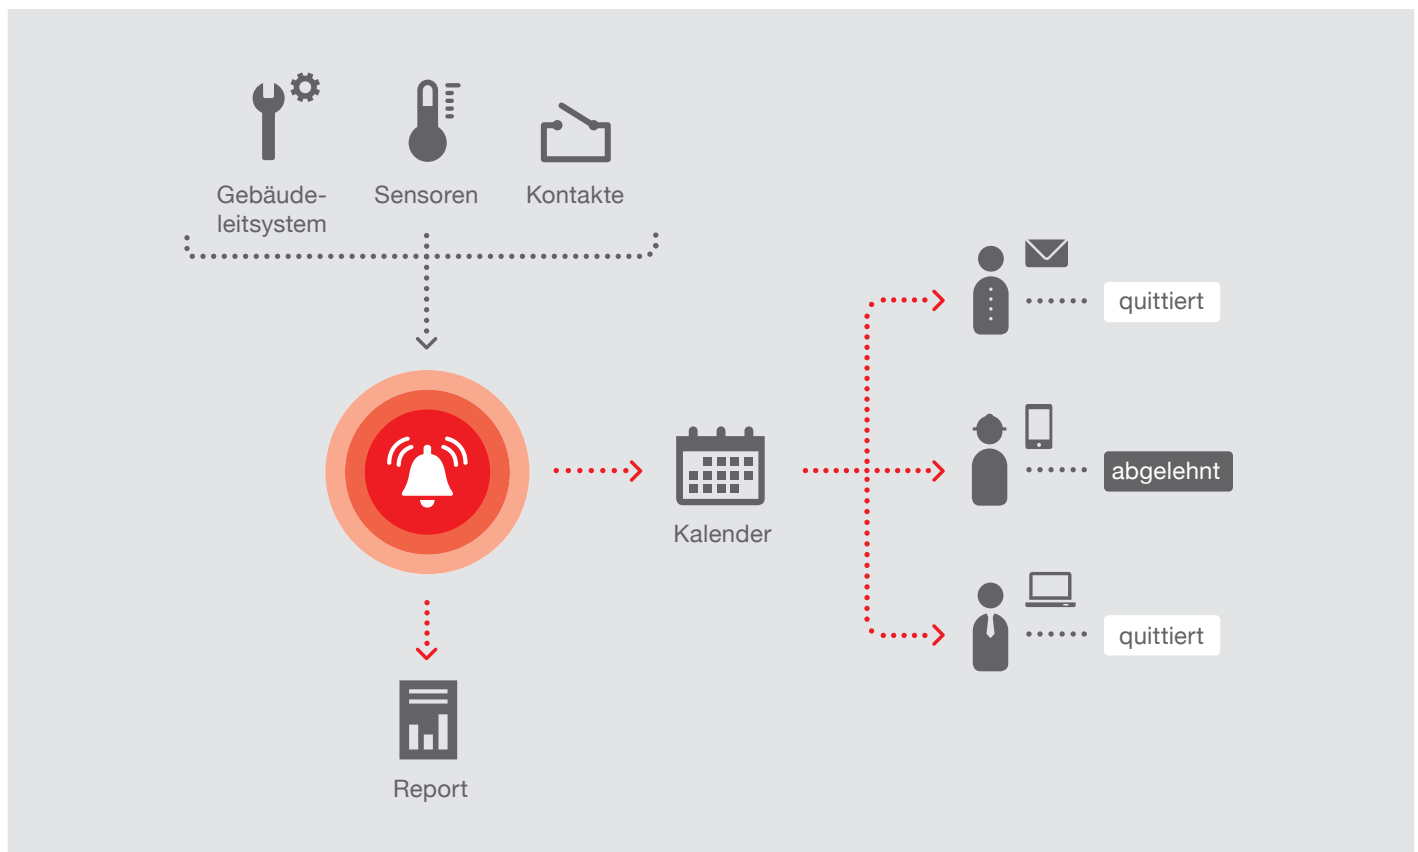 Gebäude-
leitsystem
Sensoren
Kontakte
quittiert
abgelehnt
Kalender
quittiert
Report